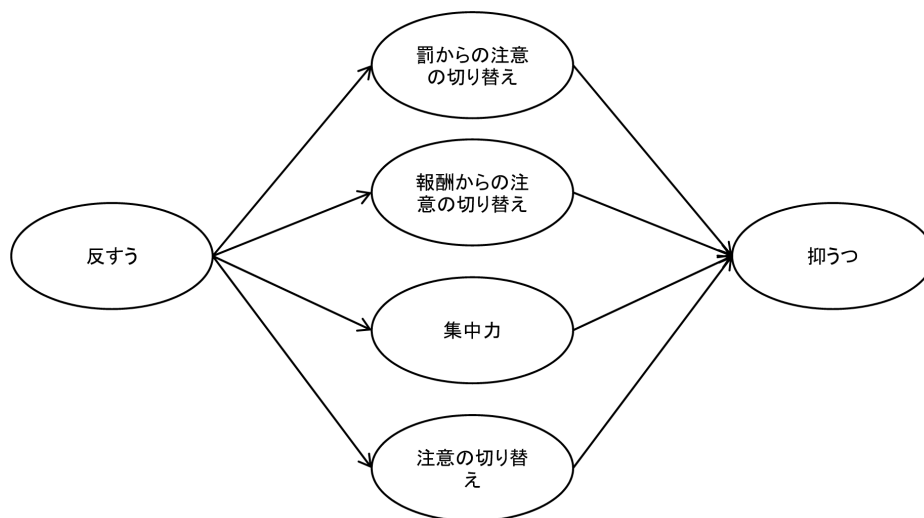 罰からの注意
の切り替え
報酬からの注
意の切り替え
反すう
抑うつ
集中力
注意の切り替
え